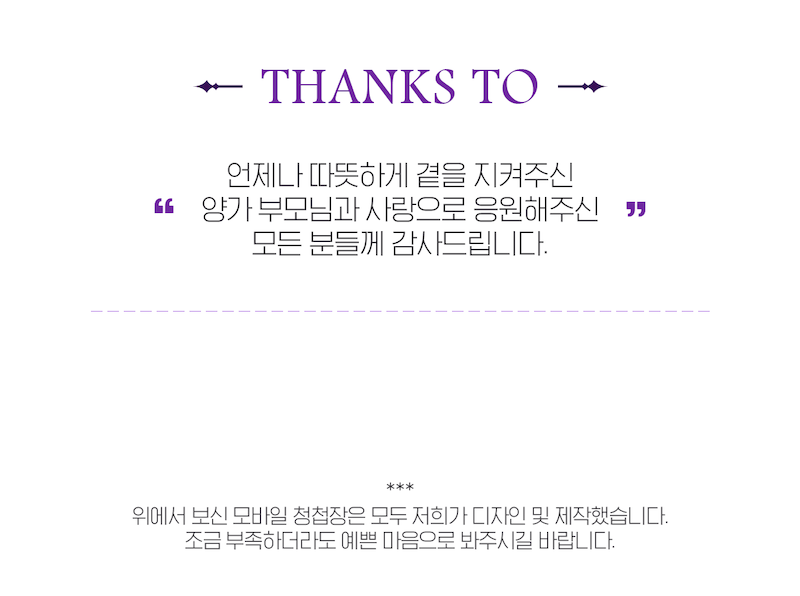 THANKS TO
언제나 따뜻하게 곁을 지켜주신
“ 양가 부모님과 사랑으로 응원해주신 ”
모든 분들께 감사드립니다.
***
위에서 보신 모바일 청첩장은 모두 저희가 디자인 및 제작했습니다.
조금 부족하더라도 예쁜 마음으로 봐주시길 바랍니다.